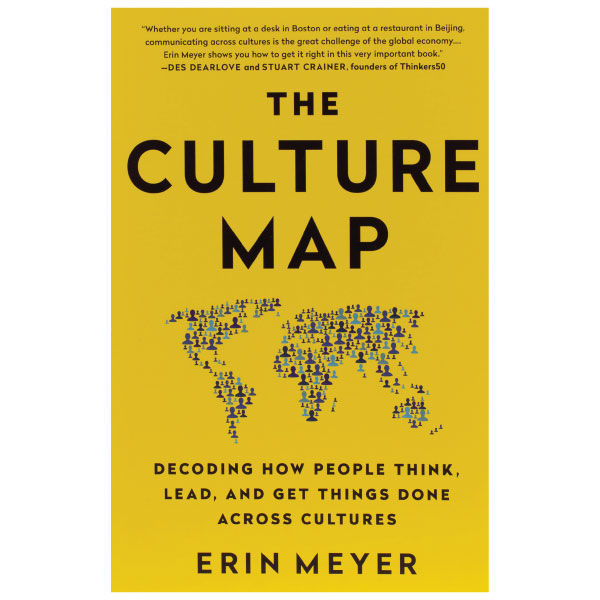 "Whether you are sitting at a desk in Boston or eating at a restaurant in Beijing,
communicating across cultures is the great challenge of the global economy....
Erin Meyer shows you how to get it right in this very important book."
—DES DEARLOVE and STUART CRAINER, founders of Thinkers50
THE
CULTURE
MAP
DECODING HOW PEOPLE THINK,
LEAD, AND GET THINGS DONE
ACROSS CULTURES
ERIN MEYER